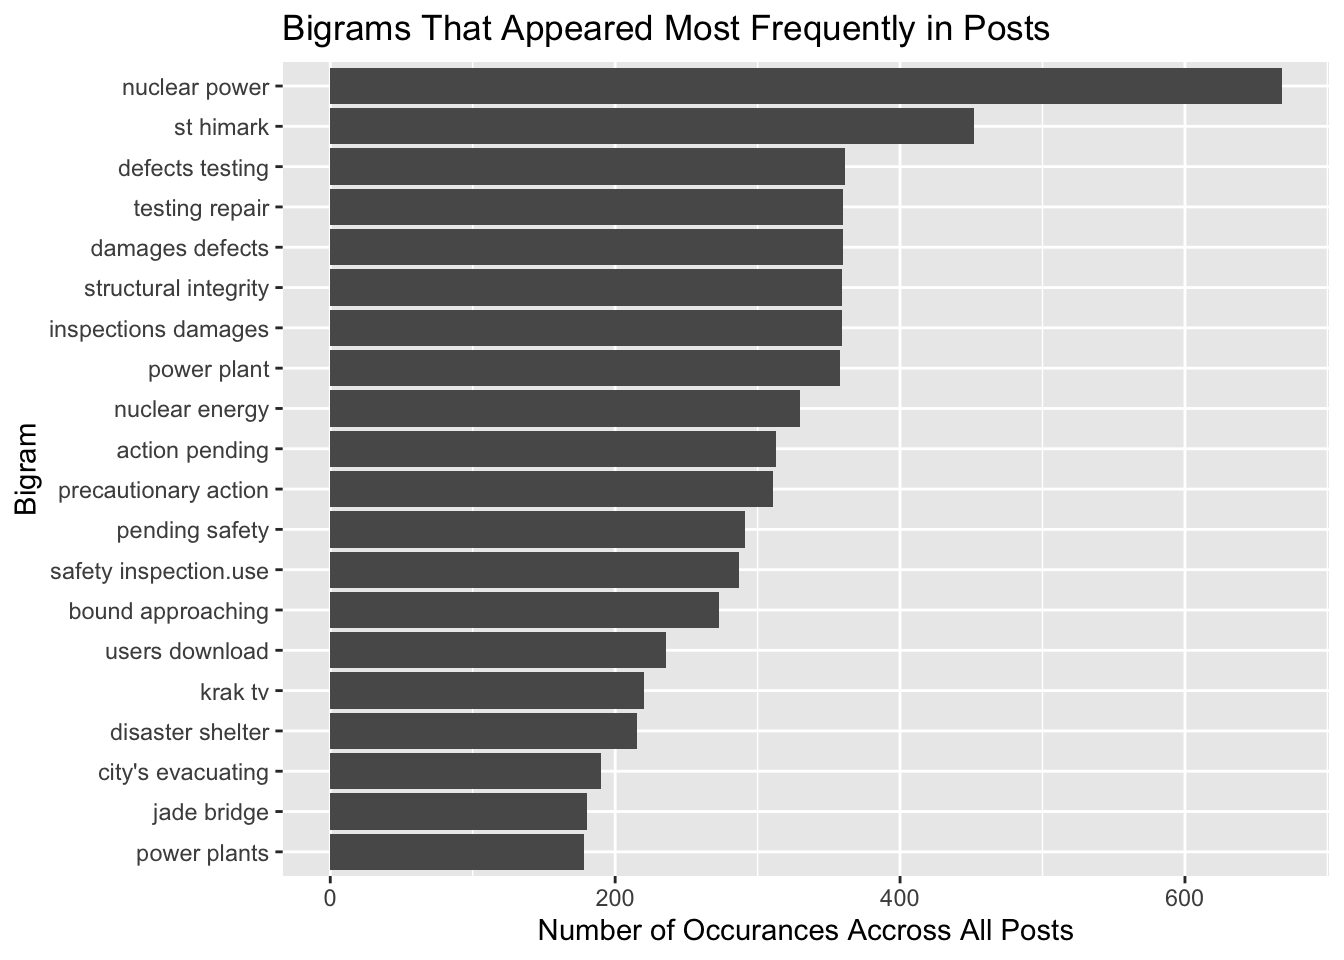 Bigrams That Appeared Most Frequently in Posts
nuclear power
st himark
defects testing
testing repair
damages defects
structural integrity
inspections damages
power plant
nuclear energy
action pending
precautionary action
pending safety
safety inspection.use
bound approaching
users download
krak tv
disaster shelter
city's evacuating
jade bridge
power plants
Bigram
0 200 400 600
Number of Occurances Accross All Posts